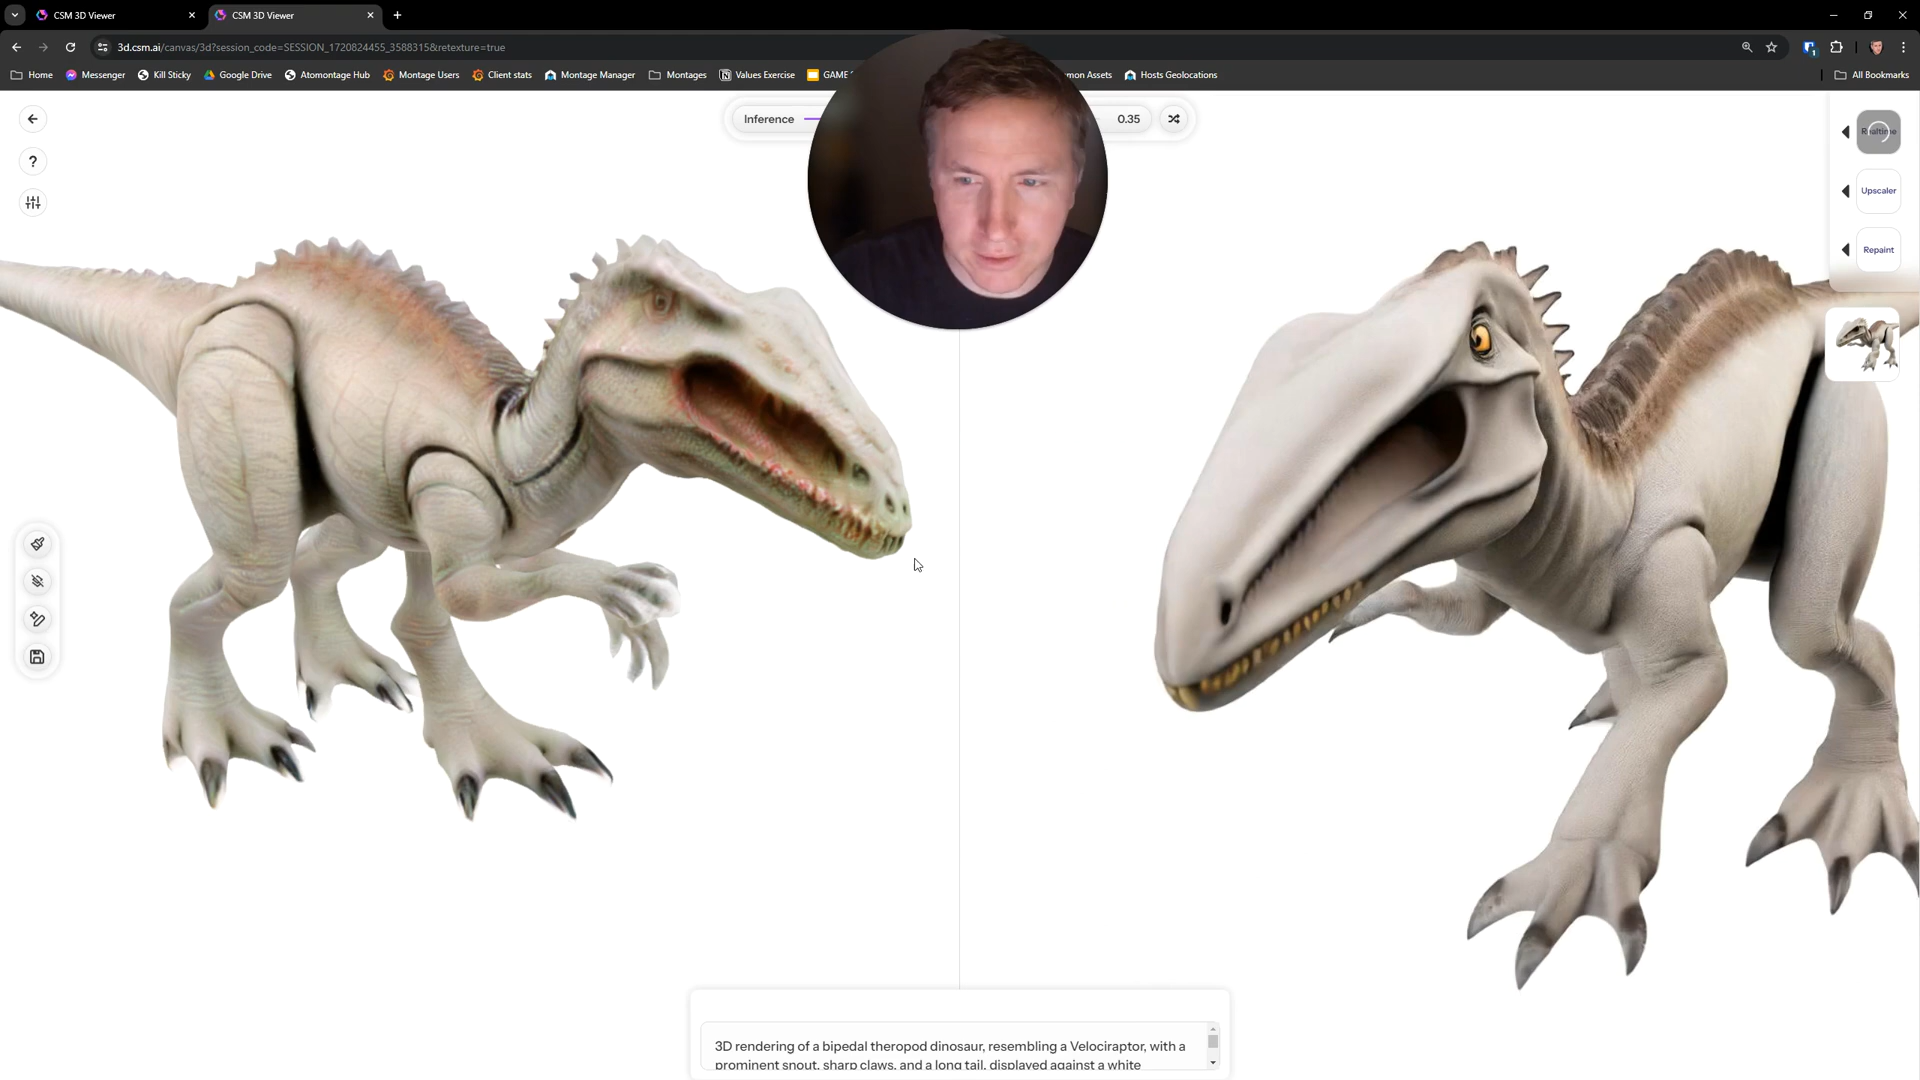 CSM 3D Viewer
CSM 3D Viewer
3d.csm.ai/canvas/3d?session_code=SESSION_1720824455_3588315&retexture=true
Home
Messenger
Kill Sticky
Google Drive
Atomontage Hub
Montage Users
Client stats
Montage Manager
Montages
Values Exercise
GAME
mon Assets
Hosts Geolocations
All Bookmarks
Inference
0.35
Realtime
?
Upscaler
Repaint
3D rendering of a bipedal theropod dinosaur, resembling a Velociraptor, with a
prominent snout, sharp claws, and a long tail, displayed against a white